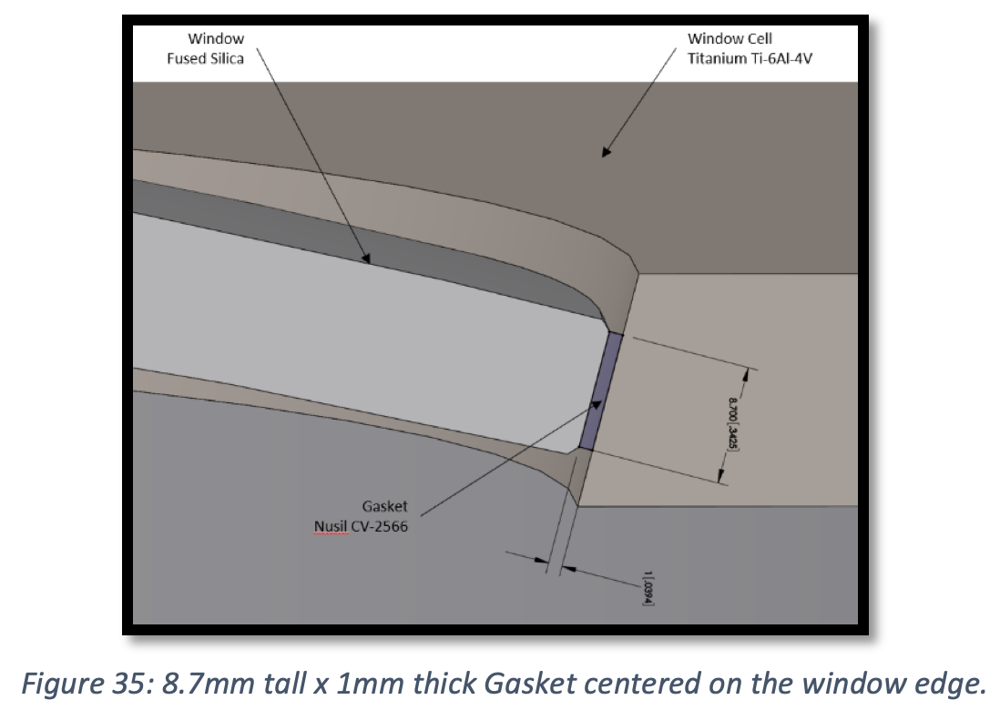 Window
Fused Silica
Window Cell
Titanium Ti-6Al-4V
8.700[.3425]
Gasket
Nusil CV-2566
1[.0394]
Figure 35: 8.7mm tall x 1mm thick Gasket centered on the window edge.